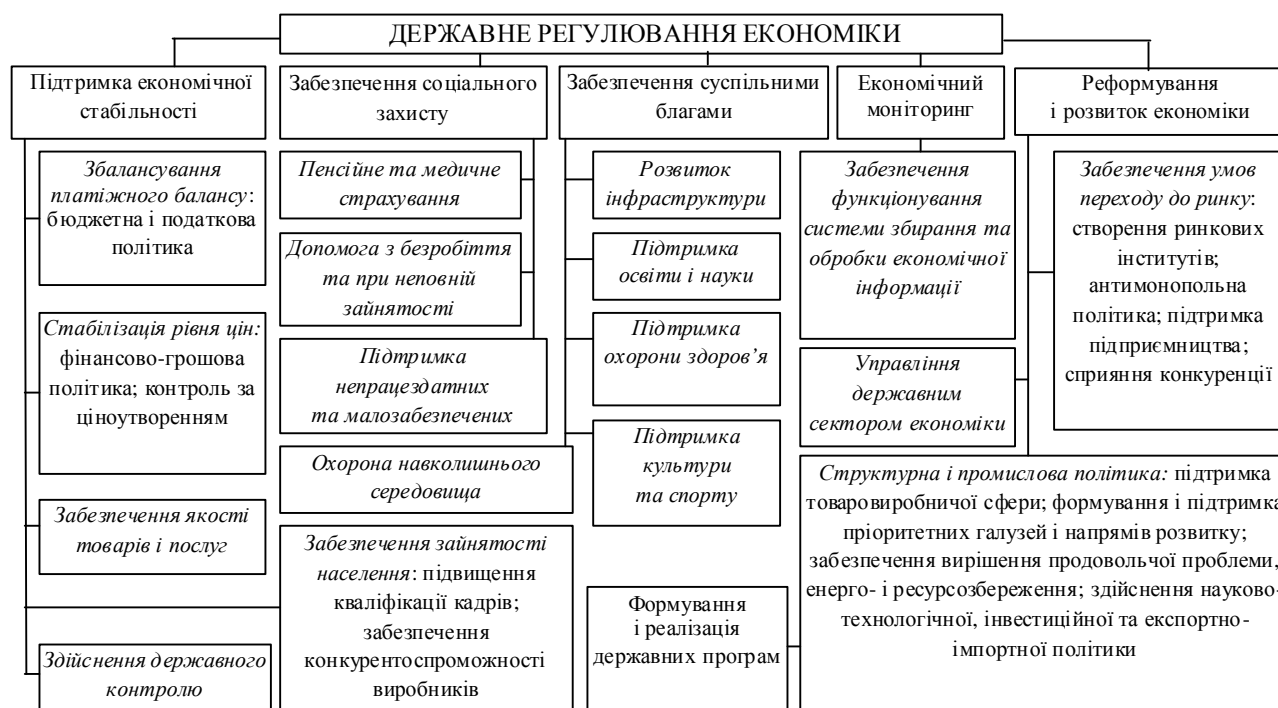 ДЕРЖАВНЕ РЕГУЛЮВАННЯ ЕКОНОМІКИ
Підтримка економічної
стабільності
Збалансування
платіжного балансу:
бюджетна і податкова
політика
Стабілізація рівня цін:
фінансово-грошова
політика; контроль за
ціноутворенням
Забезпечення якості
товарів і послуг
Здійснення державного
контролю
Забезпечення соціального
захисту
Пенсійне та медичне
страхування
Допомога з безробіття
та при неповній
зайнятості
Підтримка
непрацездатних
та малозабезпечених
Охорона навколишнього
середовища
Забезпечення зайнятості
населення: підвищення
кваліфікації кадрів;
забезпечення
конкурентоспроможності
виробників
Забезпечення суспільними
благами
Розвиток
інфраструктури
Підтримка
освіти і науки
Підтримка
охорони здоров’я
Підтримка
культури
та спорту
Формування
і реалізація
державних програм
Економічний
моніторинг
Забезпечення
функціонування
системи збирання та
обробки економічної
інформації
Управління
державним
сектором економіки
Реформування
і розвиток економіки
Забезпечення умов
переходу до ринку:
створення ринкових
інститутів;
антимонопольна
політика; підтримка
підприємництва;
сприяння конкуренції
Структурна і промислова політика: підтримка
товаровиробничої сфери; формування і підтримка
пріоритетних галузей і напрямів розвитку;
забезпечення вирішення продовольчої проблеми,
енерго- і ресурсозбереження; здійснення науково-
технологічної, інвестиційної та експортно-
імпортної політики